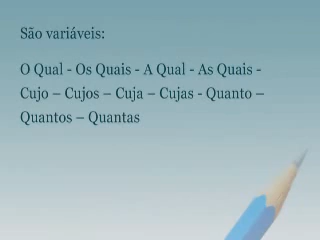 São variáveis:
O Qual - Os Quais - A Qual - As Quais -
Cujo – Cujos – Cuja – Cujas - Quanto –
Quantos – Quantas